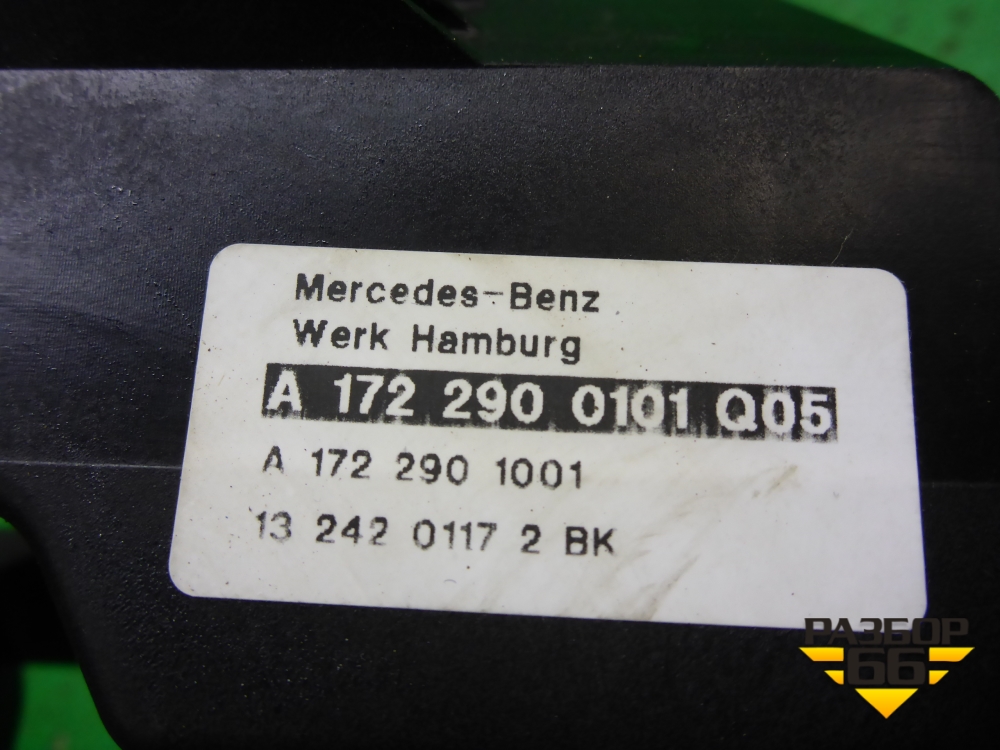 Mercedes-Benz
Werk Hamburg
A 172 290 0101 Q05
A 172 290 1001
13 242 0117 2 BK
РАЗБОР
66